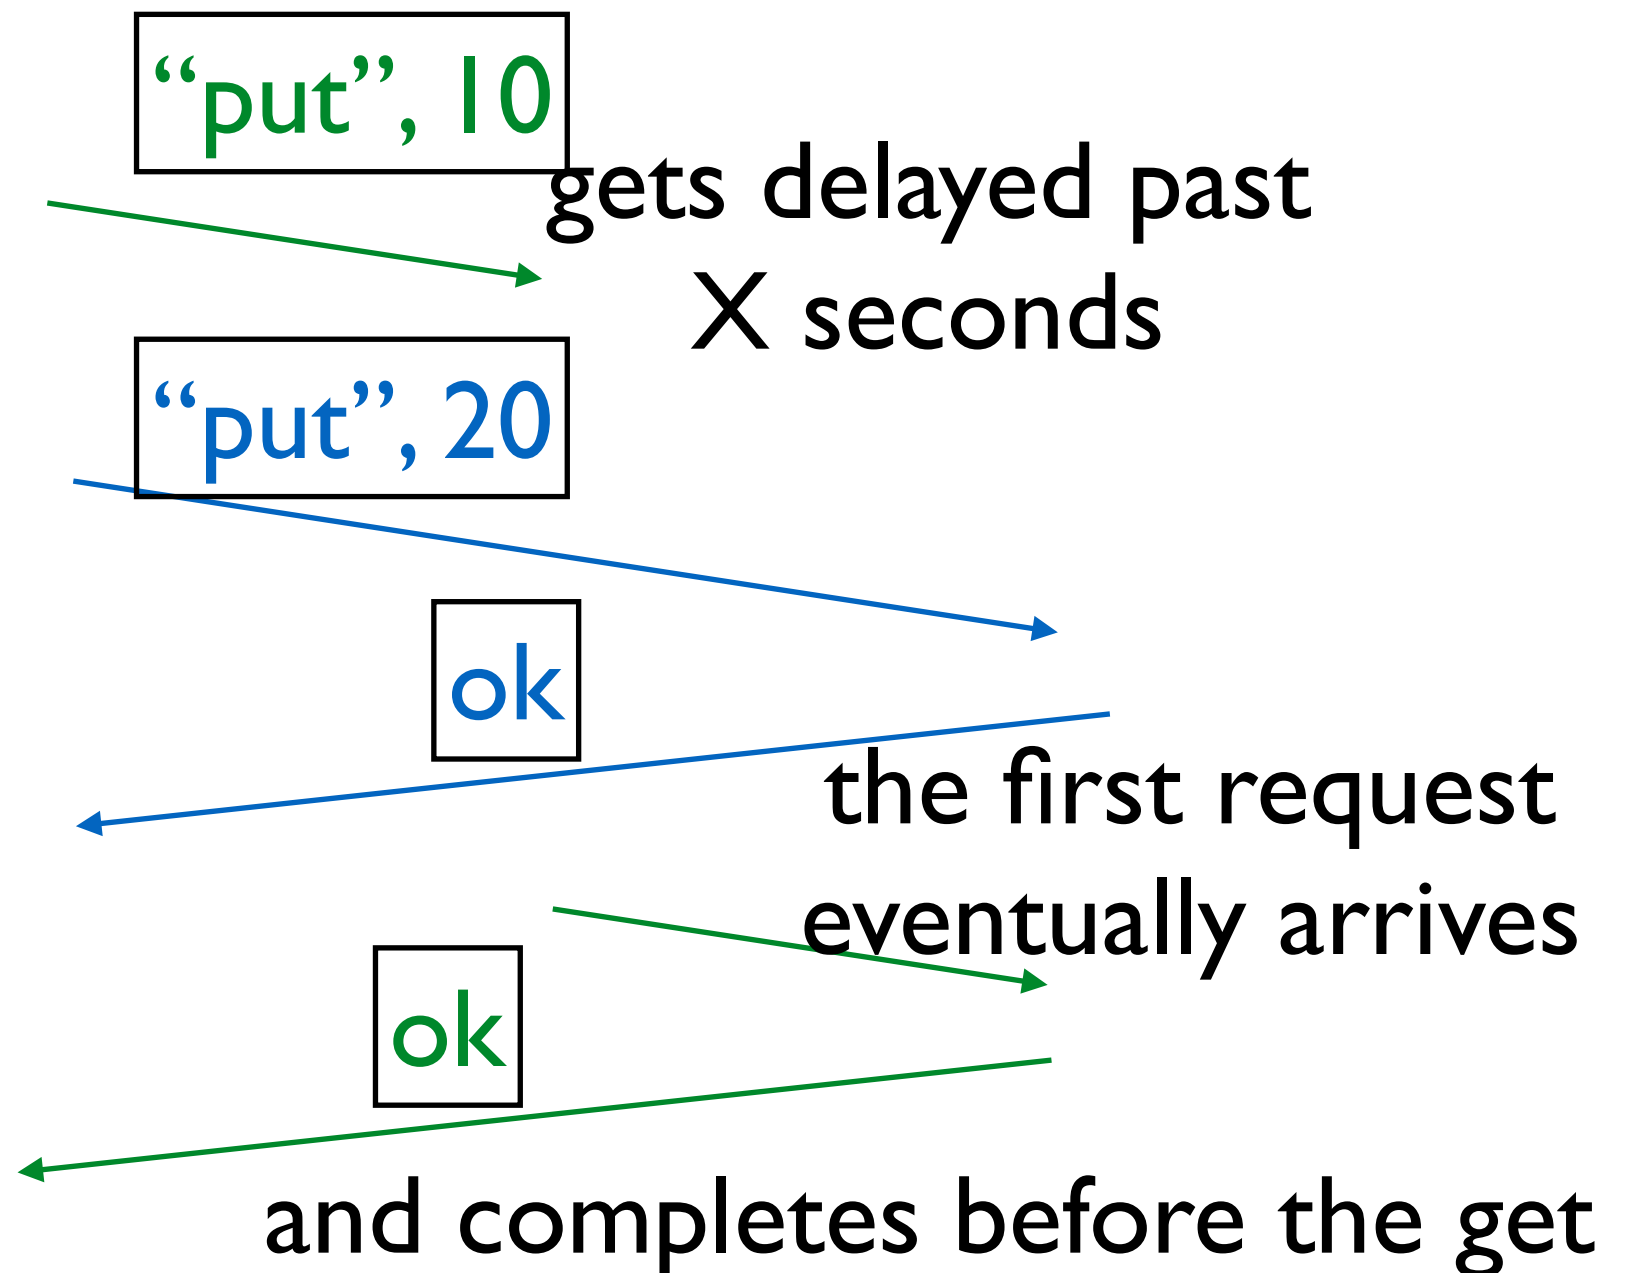 “put”, 10
gets delayed past
X seconds
“put”, 20
ok
the first request
eventually arrives
ok
and completes before the get